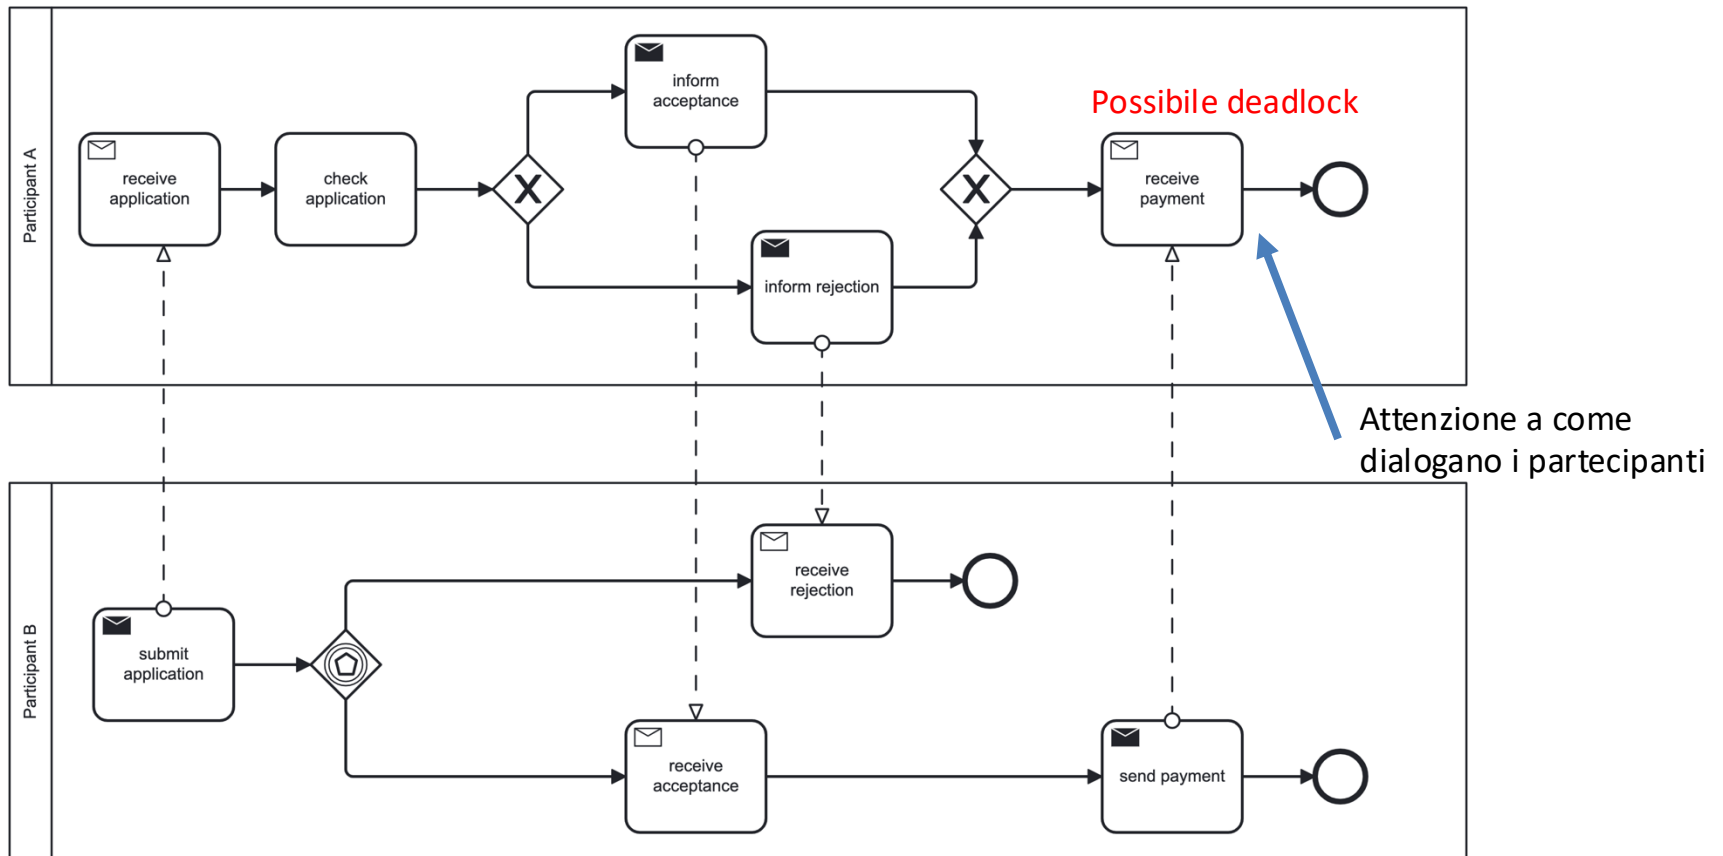 Participant A
receive
application
check
application
inform
acceptance
inform rejection
Possibile deadlock
receive
payment
Attenzione a come
dialogano i partecipanti
Participant B
submit
application
receive
rejection
receive
acceptance
send payment